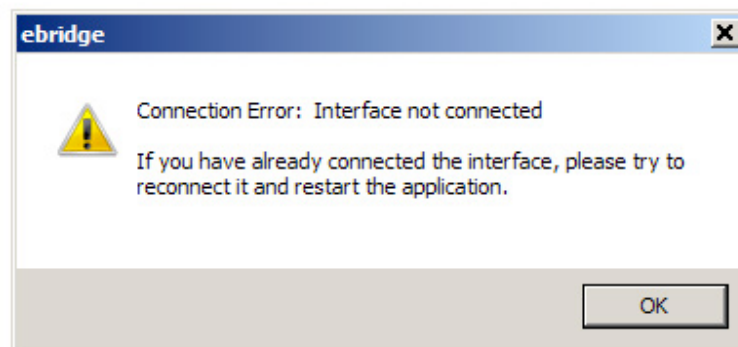 ebridge
Connection Error:  Interface not connected
If you have already connected the interface, please try to
reconnect it and restart the application.
OK